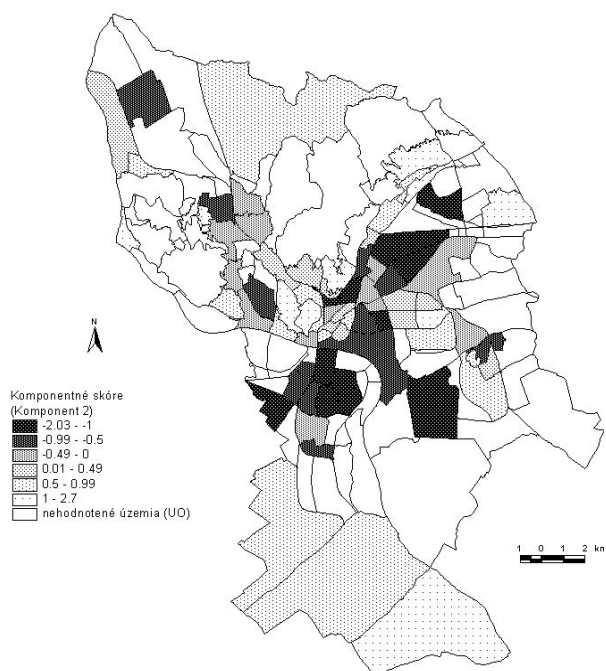 N
Komponentné skóre
(Komponent 2)
-2.03 - -1
-0.99 - -0.5
-0.49 - 0
0.01 - 0.49
0.5 - 0.99
1 - 2.7
nehodnotené územia (UO)
1 0 1 2 km